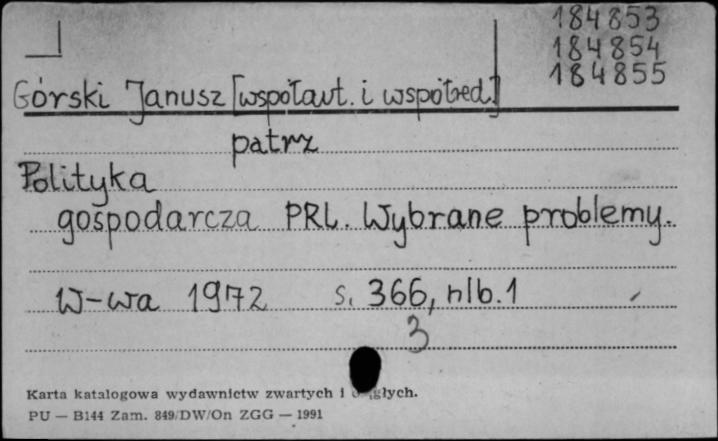 184853
184854
184855
Górski Janusz [współaut. i współred.]
patrz
Polityka
gospodarcza PRL. Wybrane problemy.
W-wa 1972 s. 366, nlb. 1
3
Karta katalogowa wydawnictw zwartych i
PU — B144 Zam. 849/DW/On ZGG — 1991